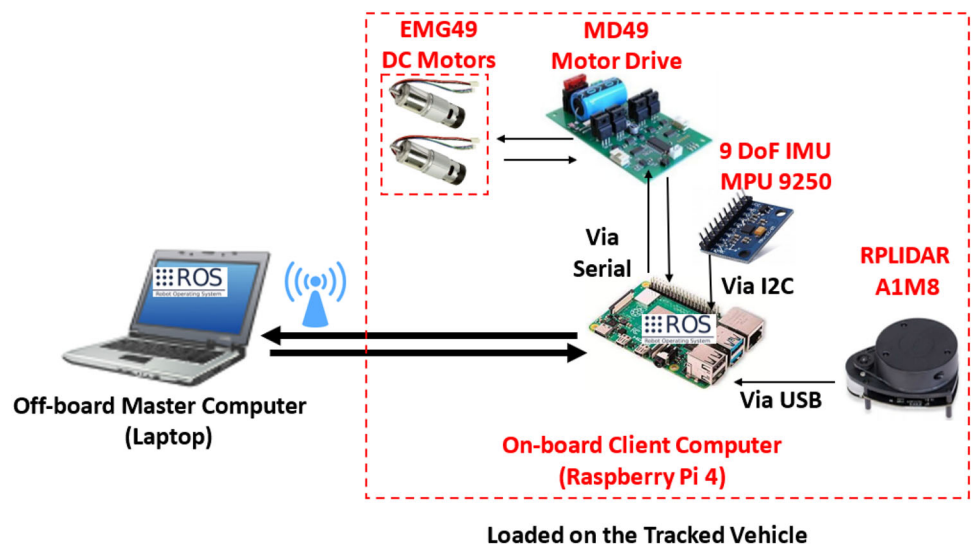 EMG49
DC Motors
MD49
Motor Drive
9 DoF IMU
MPU 9250
Via
Serial
Via I2C
RPLIDAR
A1M8
ROS
Robot Operating System
ROS
Robot Operating System
Via USB
Off-board Master Computer
(Laptop)
On-board Client Computer
(Raspberry Pi 4)
Loaded on the Tracked Vehicle